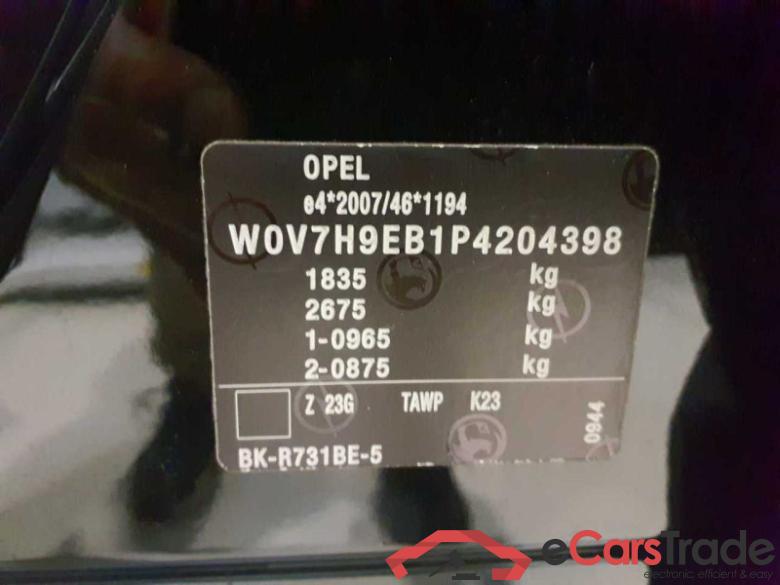 OPEL
e4*2007/46*1194
W0V7H9EB1P4204398
1835 kg
2675 kg
1-0965 kg
2-0875 kg
Z 23G TAWP K23
0944
BK-R731BE-5
eCarsTrade
electronic, efficient & easy